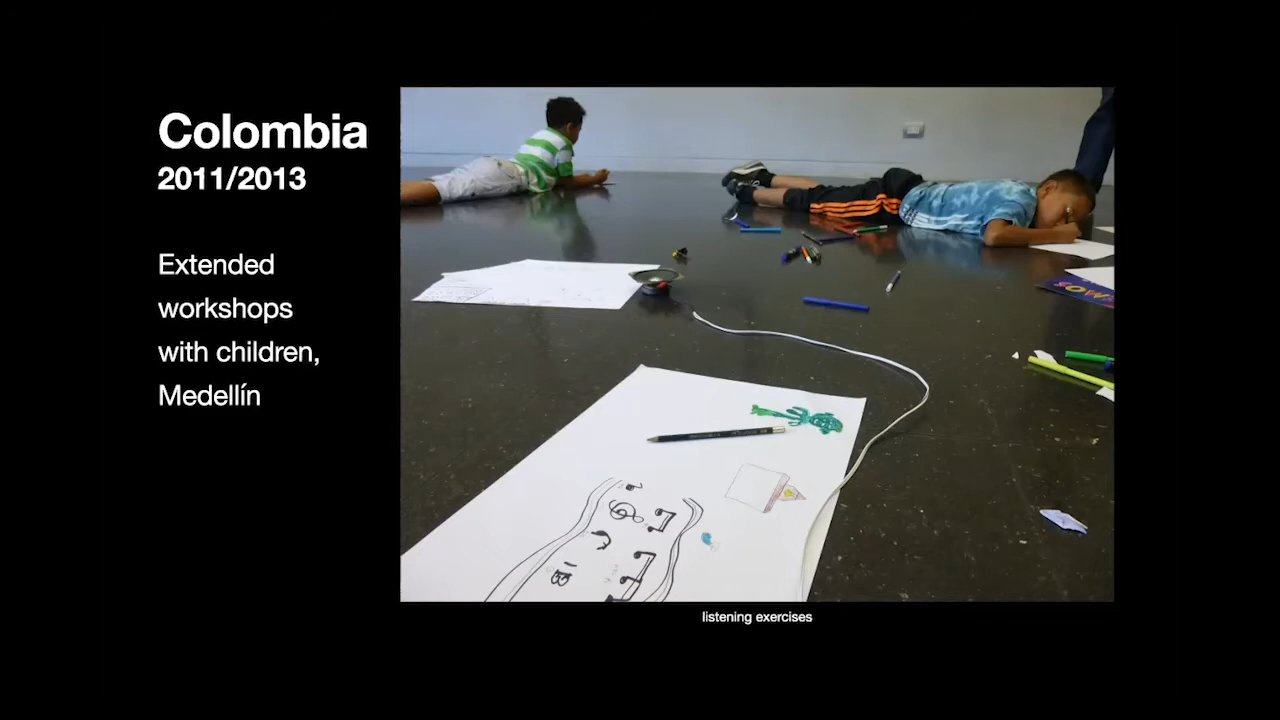 Colombia
2011/2013
Extended
workshops
with children,
Medellín
listening exercises